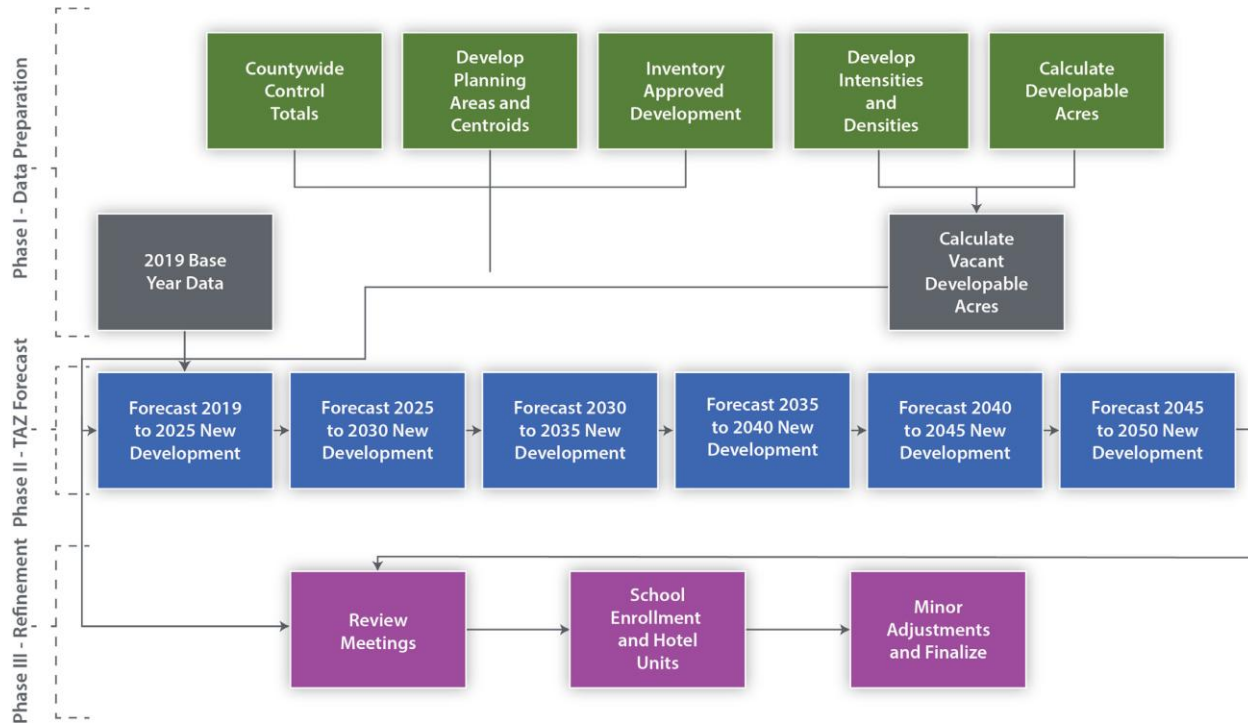 Phase I - Data Preparation
Countywide
Control
Totals
Develop
Planning
Areas and
Centroids
Inventory
Approved
Development
Develop
Intensities
and
Densities
Calculate
Developable
Acres
2019 Base
Year Data
Calculate
Vacant
Developable
Acres
Phase II - TAZ Forecast
Forecast 2019
to 2025 New
Development
Forecast 2025
to 2030 New
Development
Forecast 2030
to 2035 New
Development
Forecast 2035
to 2040 New
Development
Forecast 2040
to 2045 New
Development
Forecast 2045
to 2050 New
Development
Phase III - Refinement
Review
Meetings
School
Enrollment
and Hotel
Units
Minor
Adjustments
and Finalize